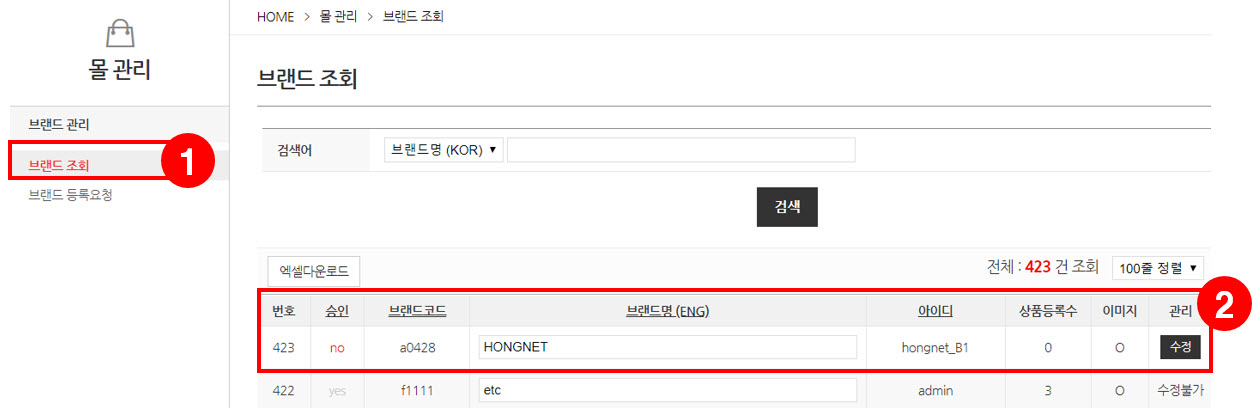 HOME > 몰 관리 > 브랜드 조회
몰 관리
브랜드 조회
브랜드 관리
1
브랜드 조회
브랜드 등록요청
검색어 브랜드명 (KOR) ▼
검색
엑셀다운로드 전체 : 423 건 조회 100줄 정렬 ▼
2
번호 승인 브랜드코드 브랜드명 (ENG) 아이디 상품등록수 이미지 관리
423 no a0428 HONGNET hongnet_B1 0 O 수정
422 yes f1111 etc admin 3 O 수정불가